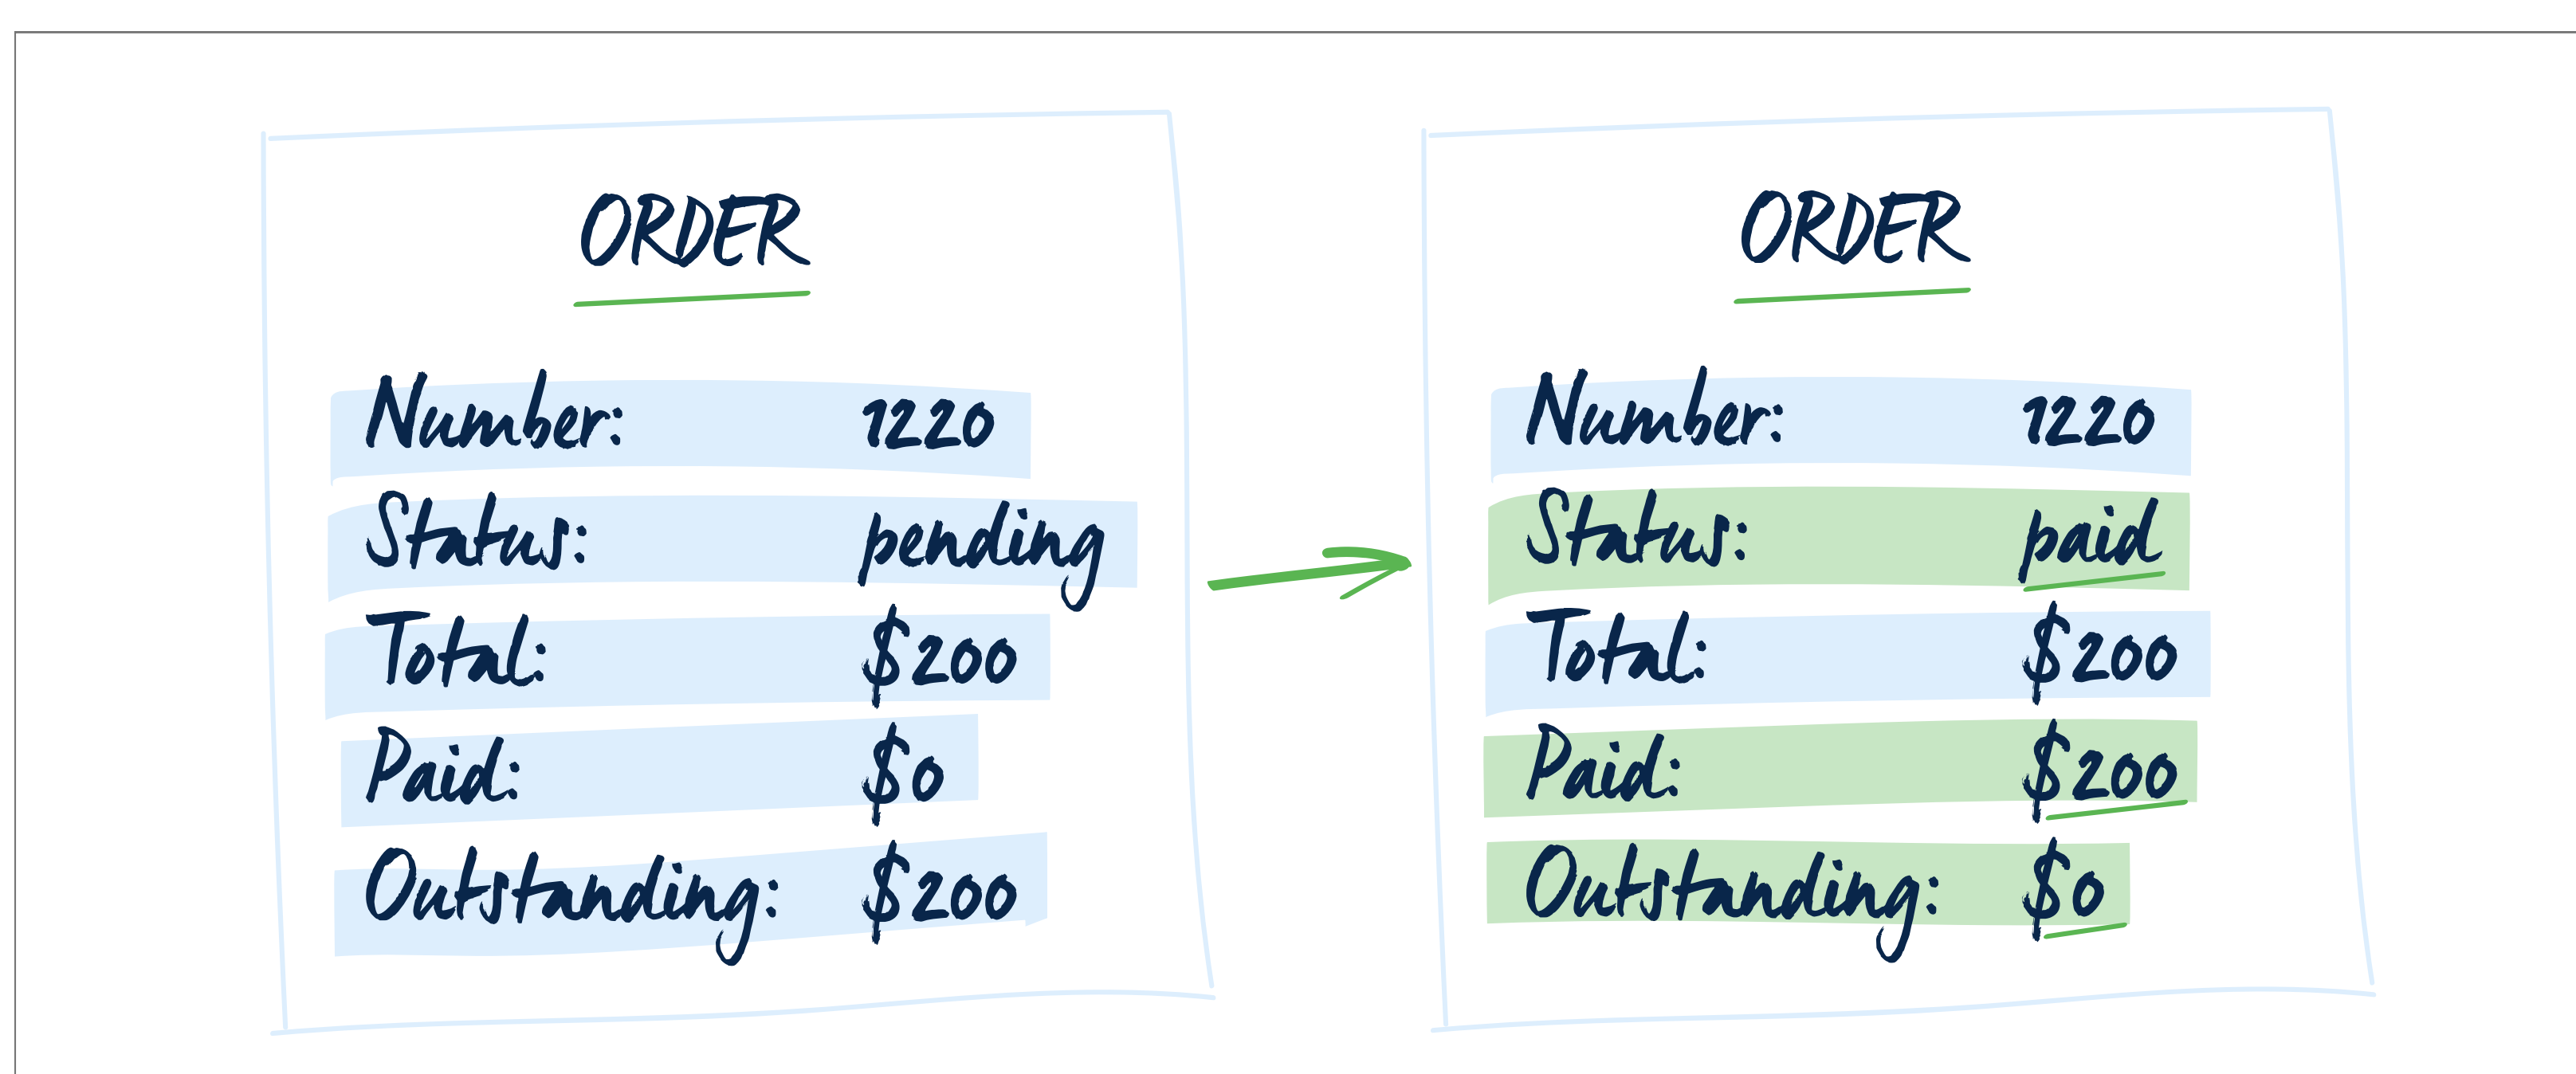 ORDER
Number: 1220
Status: pending
Total: $200
Paid: $0
Outstanding: $200
ORDER
Number: 1220
Status: paid
Total: $200
Paid: $200
Outstanding: $0